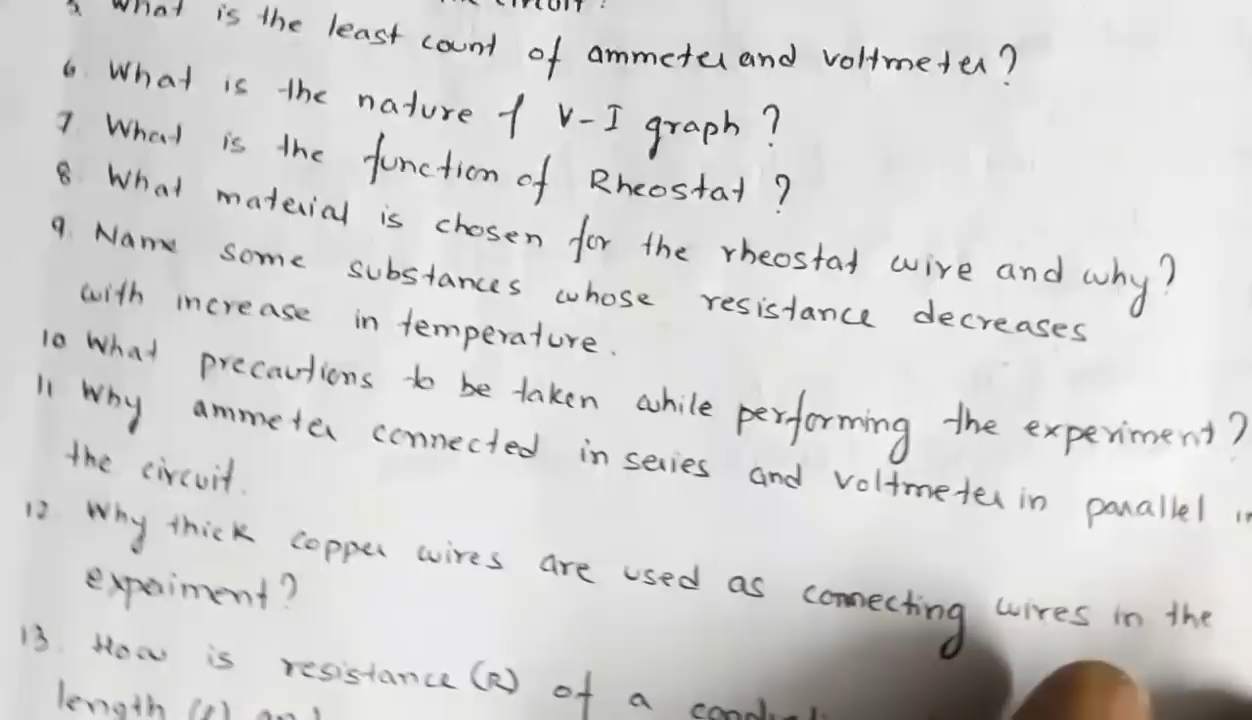 What is the least count of ammeter and voltmeter?
6. What is the nature of V-I graph?
7. What is the function of Rheostat?
8. What material is chosen for the rheostat wire and why?
9. Name some substances whose resistance decreases
with increase in temperature.
10 What precautions to be taken while performing the experiment?
11 Why ammeter connected in series and voltmeter in parallel in
the circuit.
12 Why thick copper wires are used as connecting wires in the
expeiment?
13. How is resistance (R) of a
length (l) and